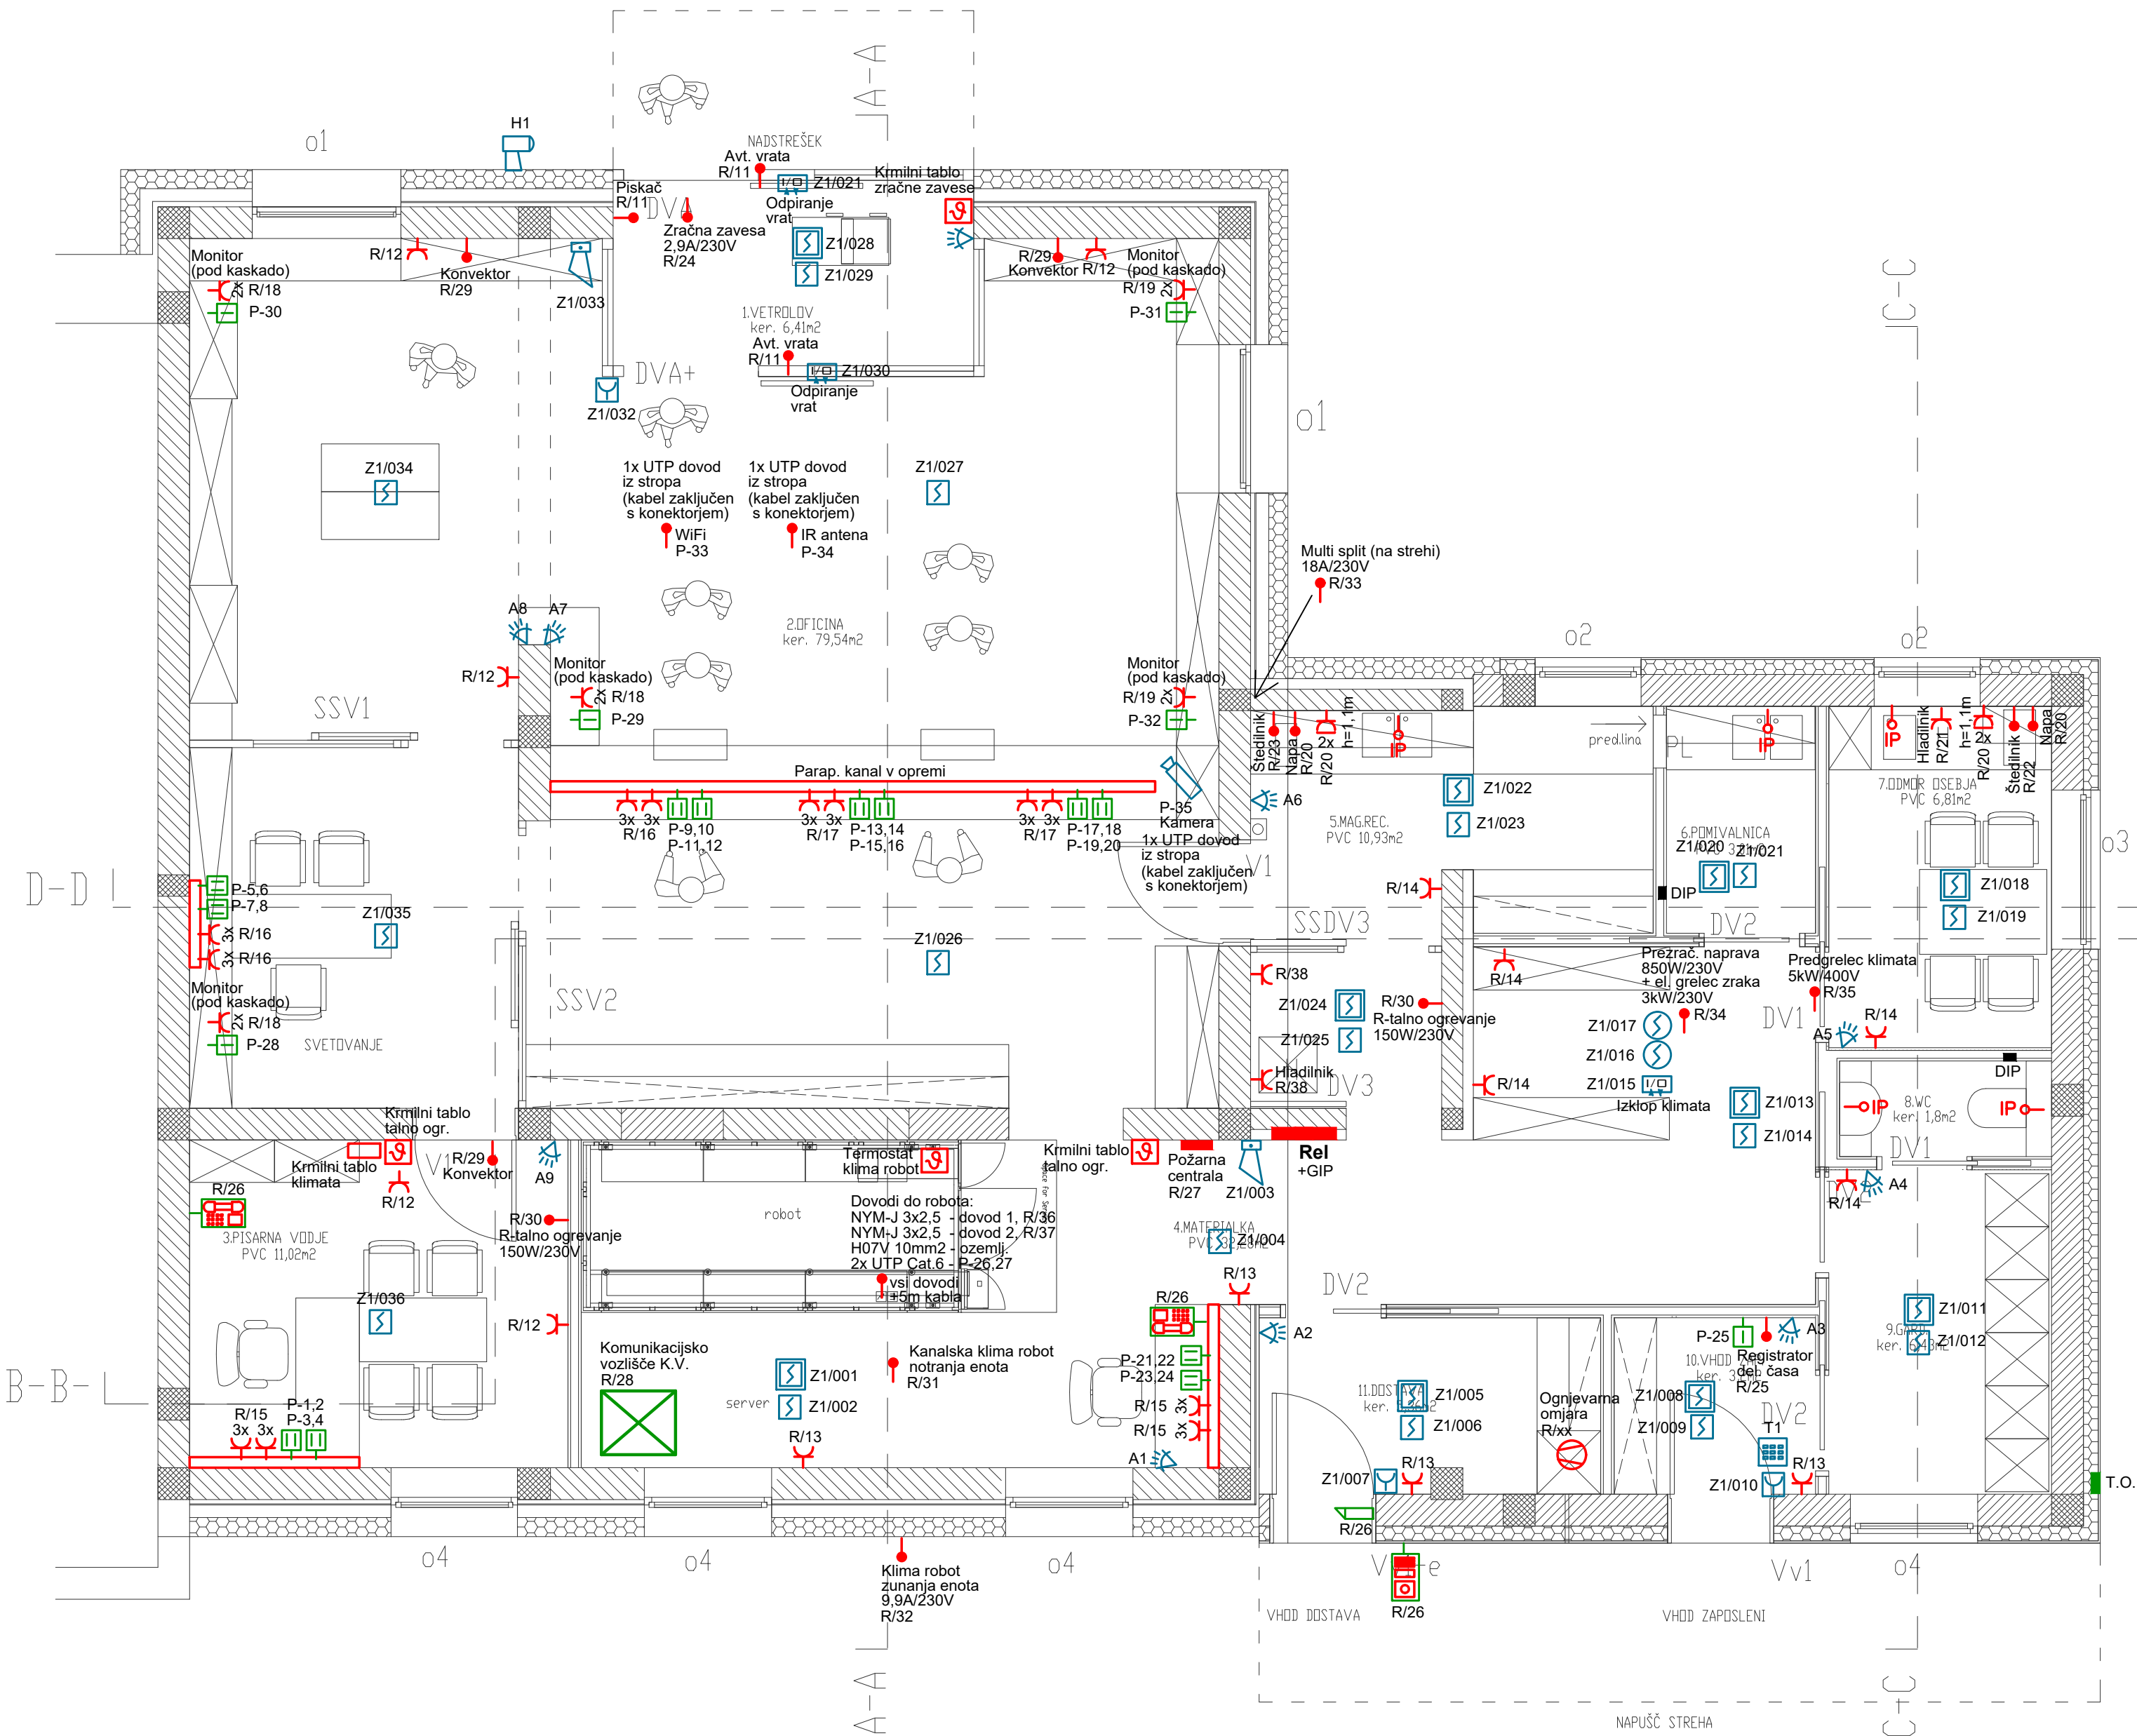 A-A
H1
o1
NADSTREŠEK
Avt. vrata
R/11
Z1/021
Odpiranje
vrat
Krmilni tablo
zračne zavese
Piskač
R/11
DVA
Zračna zavesa
2,9A/230V
R/24
Z1/028
Z1/029
C-C
Monitor
(pod kaskado)
2x
R/18
P-30
R/12
Konvektor
R/29
Z1/033
R/29
Konvektor
R/12
Monitor
(pod kaskado)
R/19
2x
P-31
1.VETROLOV
ker. 6,41m2
Avt. vrata
R/11
Z1/030
Odpiranje
vrat
DVA+
Z1/032
o1
Z1/034
1x UTP dovod
iz stropa
(kabel zaključen
s konektorjem)
WiFi
P-33
1x UTP dovod
iz stropa
(kabel zaključen
s konektorjem)
IR antena
P-34
Z1/027
Multi split (na strehi)
18A/230V
R/33
A8
A7
2.OFICINA
ker. 79,54m2
o2
o2
R/12
Monitor
(pod kaskado)
2x
R/18
P-29
Monitor
(pod kaskado)
R/19
2x
P-32
SSV1
Štedilnik
R/23
Napa
R/20
2x
R/20
h=1,1m
IP
pred.lina
PL
IP
IP
Hladilnik
R/21
h=1,1m
2x
R/20
Štedilnik
R/22
Napa
R/20
Parap. kanal v opremi
3x
3x
R/16
P-9,10
P-11,12
3x
3x
R/17
P-13,14
P-15,16
3x
3x
R/17
P-17,18
P-19,20
P-35
Kamera
1x UTP dovod
iz stropa
(kabel zaključen
s konektorjem)
V1
A6
Z1/022
Z1/023
5.MAG.REC.
PVC 10,93m2
6.POMIVALNICA
Z1/020
Z1/021
7.ODMOR OSEBJA
PVC 6,81m2
o3
D-D
P-5,6
P-7,8
3x
R/16
3x
R/16
Z1/035
Z1/026
R/14
DIP
Z1/018
Z1/019
SSDV3
DV2
SSV2
Monitor
(pod kaskado)
2x
R/18
P-28
SVETOVANJE
R/38
Z1/024
Z1/025
R/30
R-talno ogrevanje
150W/230V
R/14
Prezrač. naprava
850W/230V
+ el. grelec zraka
3kW/230V
R/34
Predgrelec klimata
5kW/400V
R/35
Z1/017
Z1/016
Z1/015
Izklop klimata
DV1
A5
R/14
DIP
Hladilnik
R/38
DV3
R/14
Z1/013
Z1/014
IP
IP
8.WC
ker. 1,8m2
DV1
Krmilni tablo
talno ogr.
Krmilni tablo
klimata
R/12
V1
R/29
Konvektor
A9
Termostat
klima robot
Krmilni tablo
talno ogr.
Požarna
centrala
R/27
Z1/003
Rel
+GIP
R/14
A4
R/26
3.PISARNA VODJE
PVC 11,02m2
R/30
R-talno ogrevanje
150W/230V
robot
Dovodi do robota:
NYM-J 3x2,5 - dovod 1, R/36
NYM-J 3x2,5 - dovod 2, R/37
H07V 10mm2 - ozemlj.
2x UTP Cat.6 - P-26,27
vsi dovodi
+5m kabla
4.MATERIALKA
Z1/004
R/13
DV2
Z1/036
R/12
R/26
A2
P-25
A3
Registrator
del. časa
R/25
Z1/011
Z1/012
Komunikacijsko
vozlišče K.V.
R/28
Kanalska klima robot
notranja enota
R/31
P-21,22
P-23,24
R/15
3x
R/15
3x
A1
B-B
R/15
3x
3x
P-1,2
P-3,4
Z1/001
server
Z1/002
R/13
Z1/005
Z1/006
Ognjevarna
omjara
R/xx
Z1/008
Z1/009
DV2
T1
Z1/007
R/13
Z1/010
R/13
T.O.
R/26
o4
o4
o4
Klima robot
zunanja enota
9,9A/230V
R/32
R/26
Vv1
o4
VHOD DOSTAVA
VHOD ZAPOSLENI
A-A
C-C
NAPUŠČ STREHA